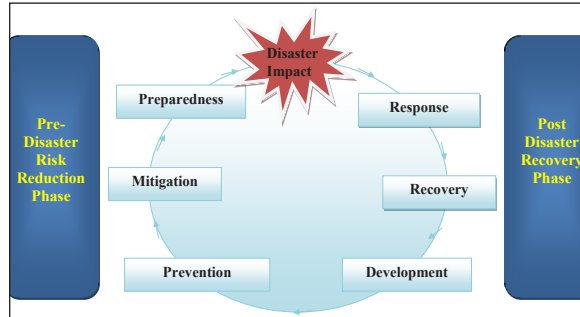 Disaster
Impact
Preparedness
Response
Pre-
Disaster
Risk
Reduction
Phase
Post
Disaster
Recovery
Phase
Mitigation
Recovery
Prevention
Development